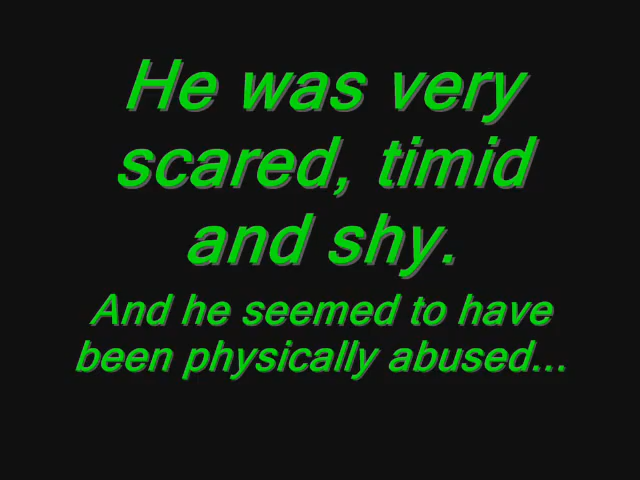 He was very
scared, timid
and shy.
And he seemed to have
been physically abused...